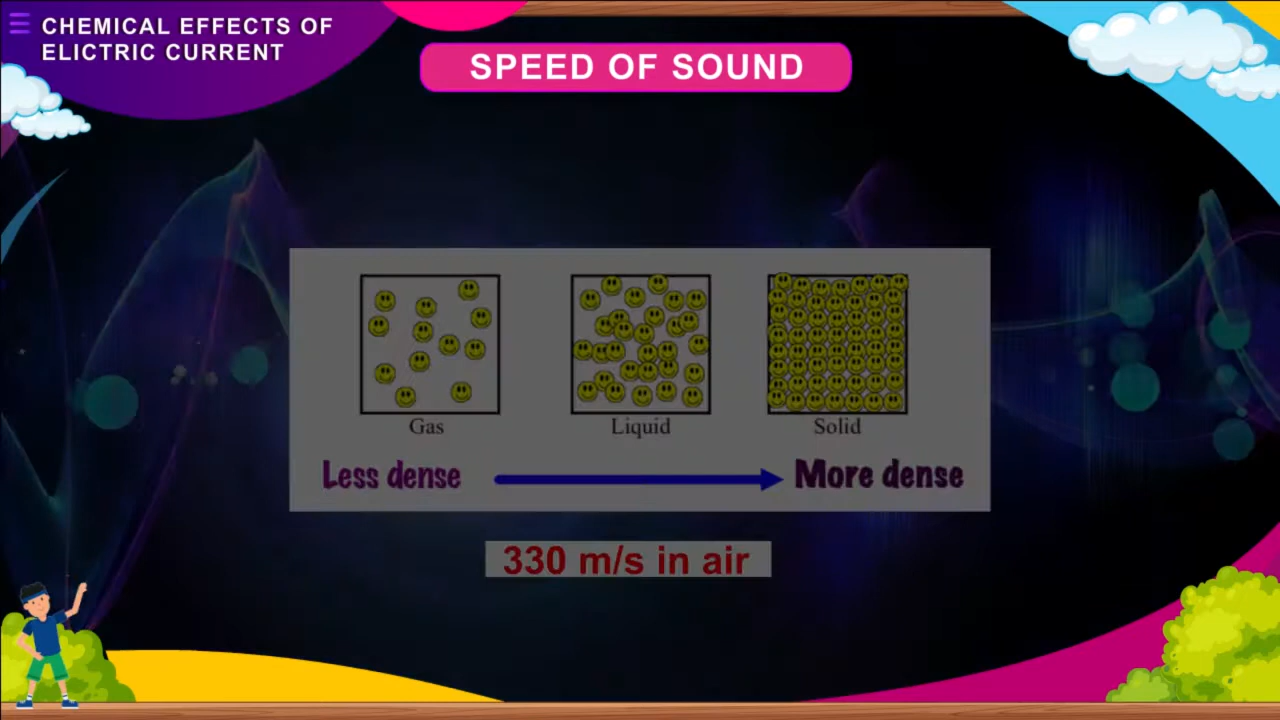 CHEMICAL EFFECTS OF
ELICTRIC CURRENT
SPEED OF SOUND
Gas
Liquid
Solid
Less dense
More dense
330 m/s in air